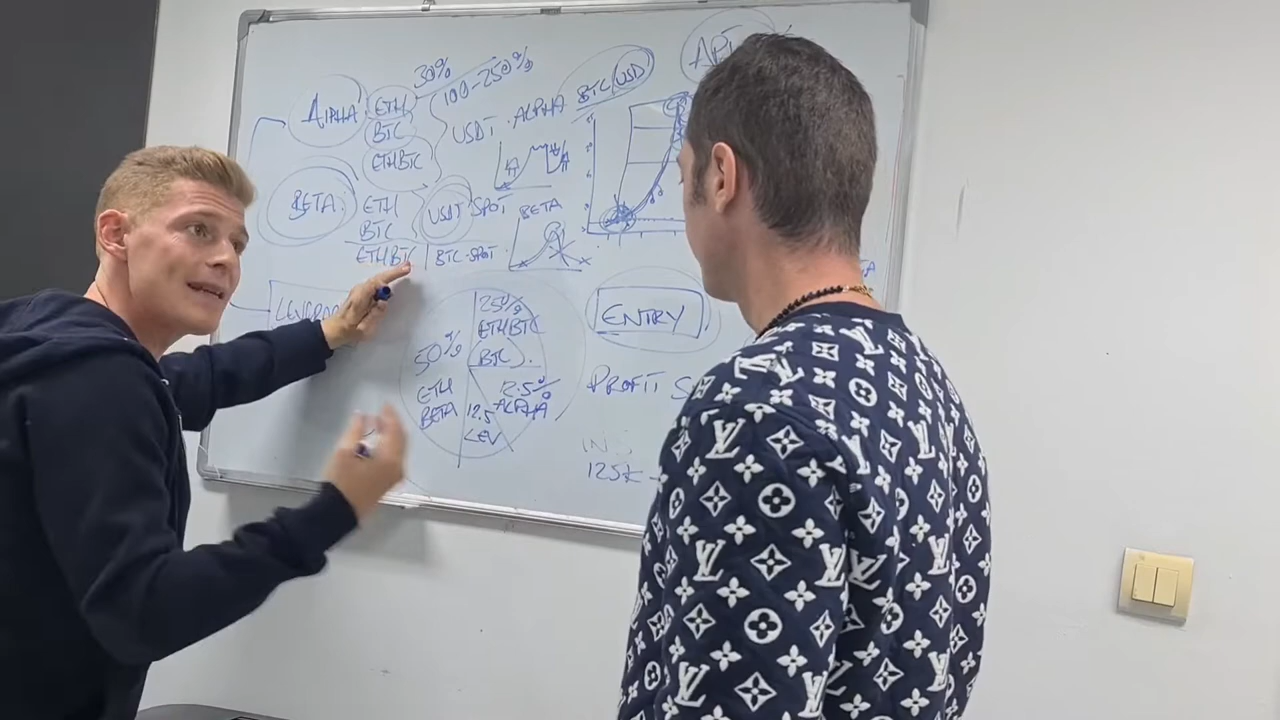 30%
100-250%
ALPHA:
ETH
BTC
ETHBTC
USDT · ALPHA
BTC/USD
BETA:
ETH
BTC
ETHBTC
USDT SPOT
BTC-SPOT
BETA
25%
ETHBTC
BTC
50%
ETH
BETA
12.5%
ALPHA
12.5
LEV
ENTRY
PROFIT
125K